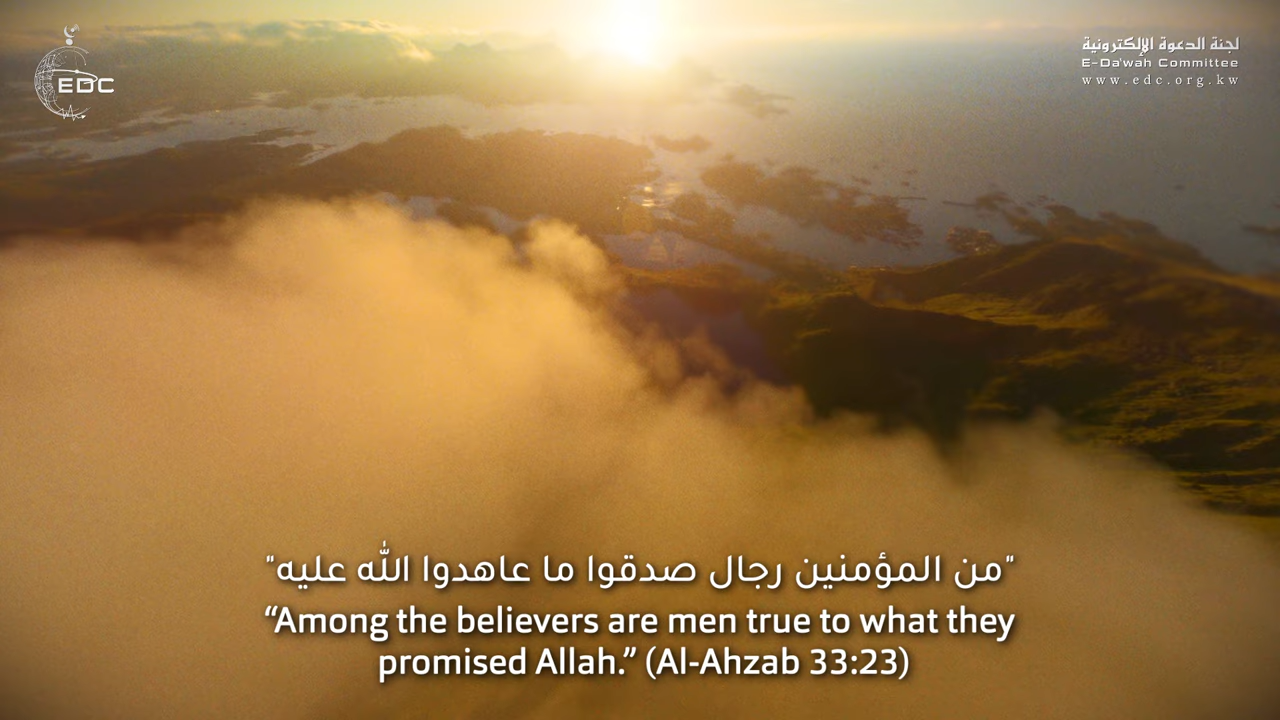 EDC
لجنة الدعوة الإلكترونية
E-Da'wah Committee
www.edc.org.kw
"من المؤمنين رجال صدقوا ما عاهدوا الله عليه"
“Among the believers are men true to what they
promised Allah.” (Al-Ahzab 33:23)